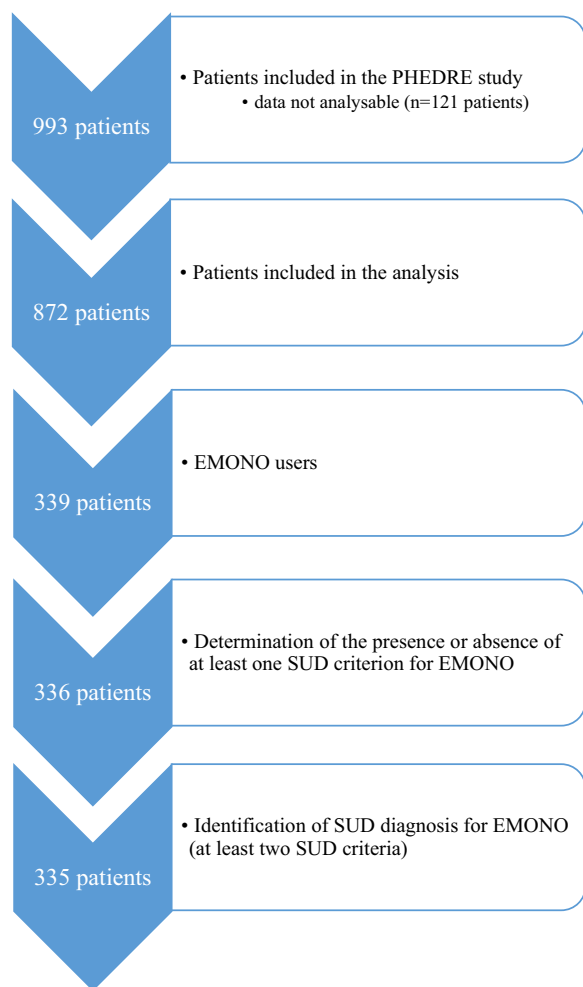 993 patients
• Patients included in the PHEDRE study
• data not analysable (n=121 patients)
872 patients
• Patients included in the analysis
339 patients
• EMONO users
336 patients
• Determination of the presence or absence of
at least one SUD criterion for EMONO
335 patients
• Identification of SUD diagnosis for EMONO
(at least two SUD criteria)